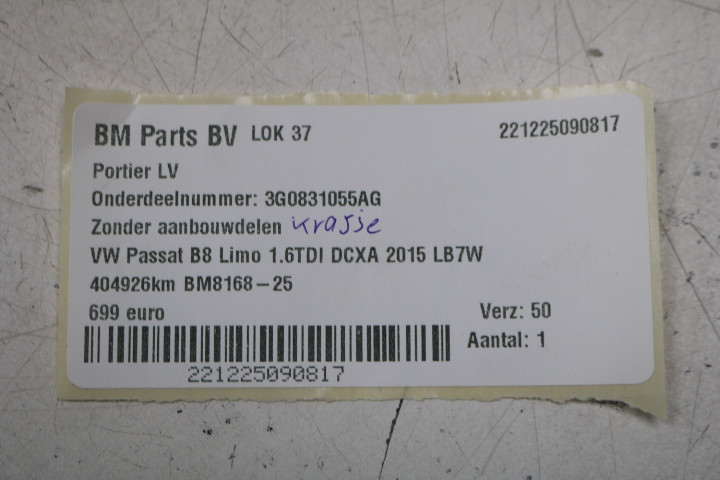 BM Parts BV LOK 37 221225090817
Portier LV
Onderdeelnummer: 3G0831055AG
Zonder aanbouwdelen krasje
VW Passat B8 Limo 1.6TDI DCXA 2015 LB7W
404926km BM8168-25
699 euro Verz: 50
Aantal: 1
221225090817